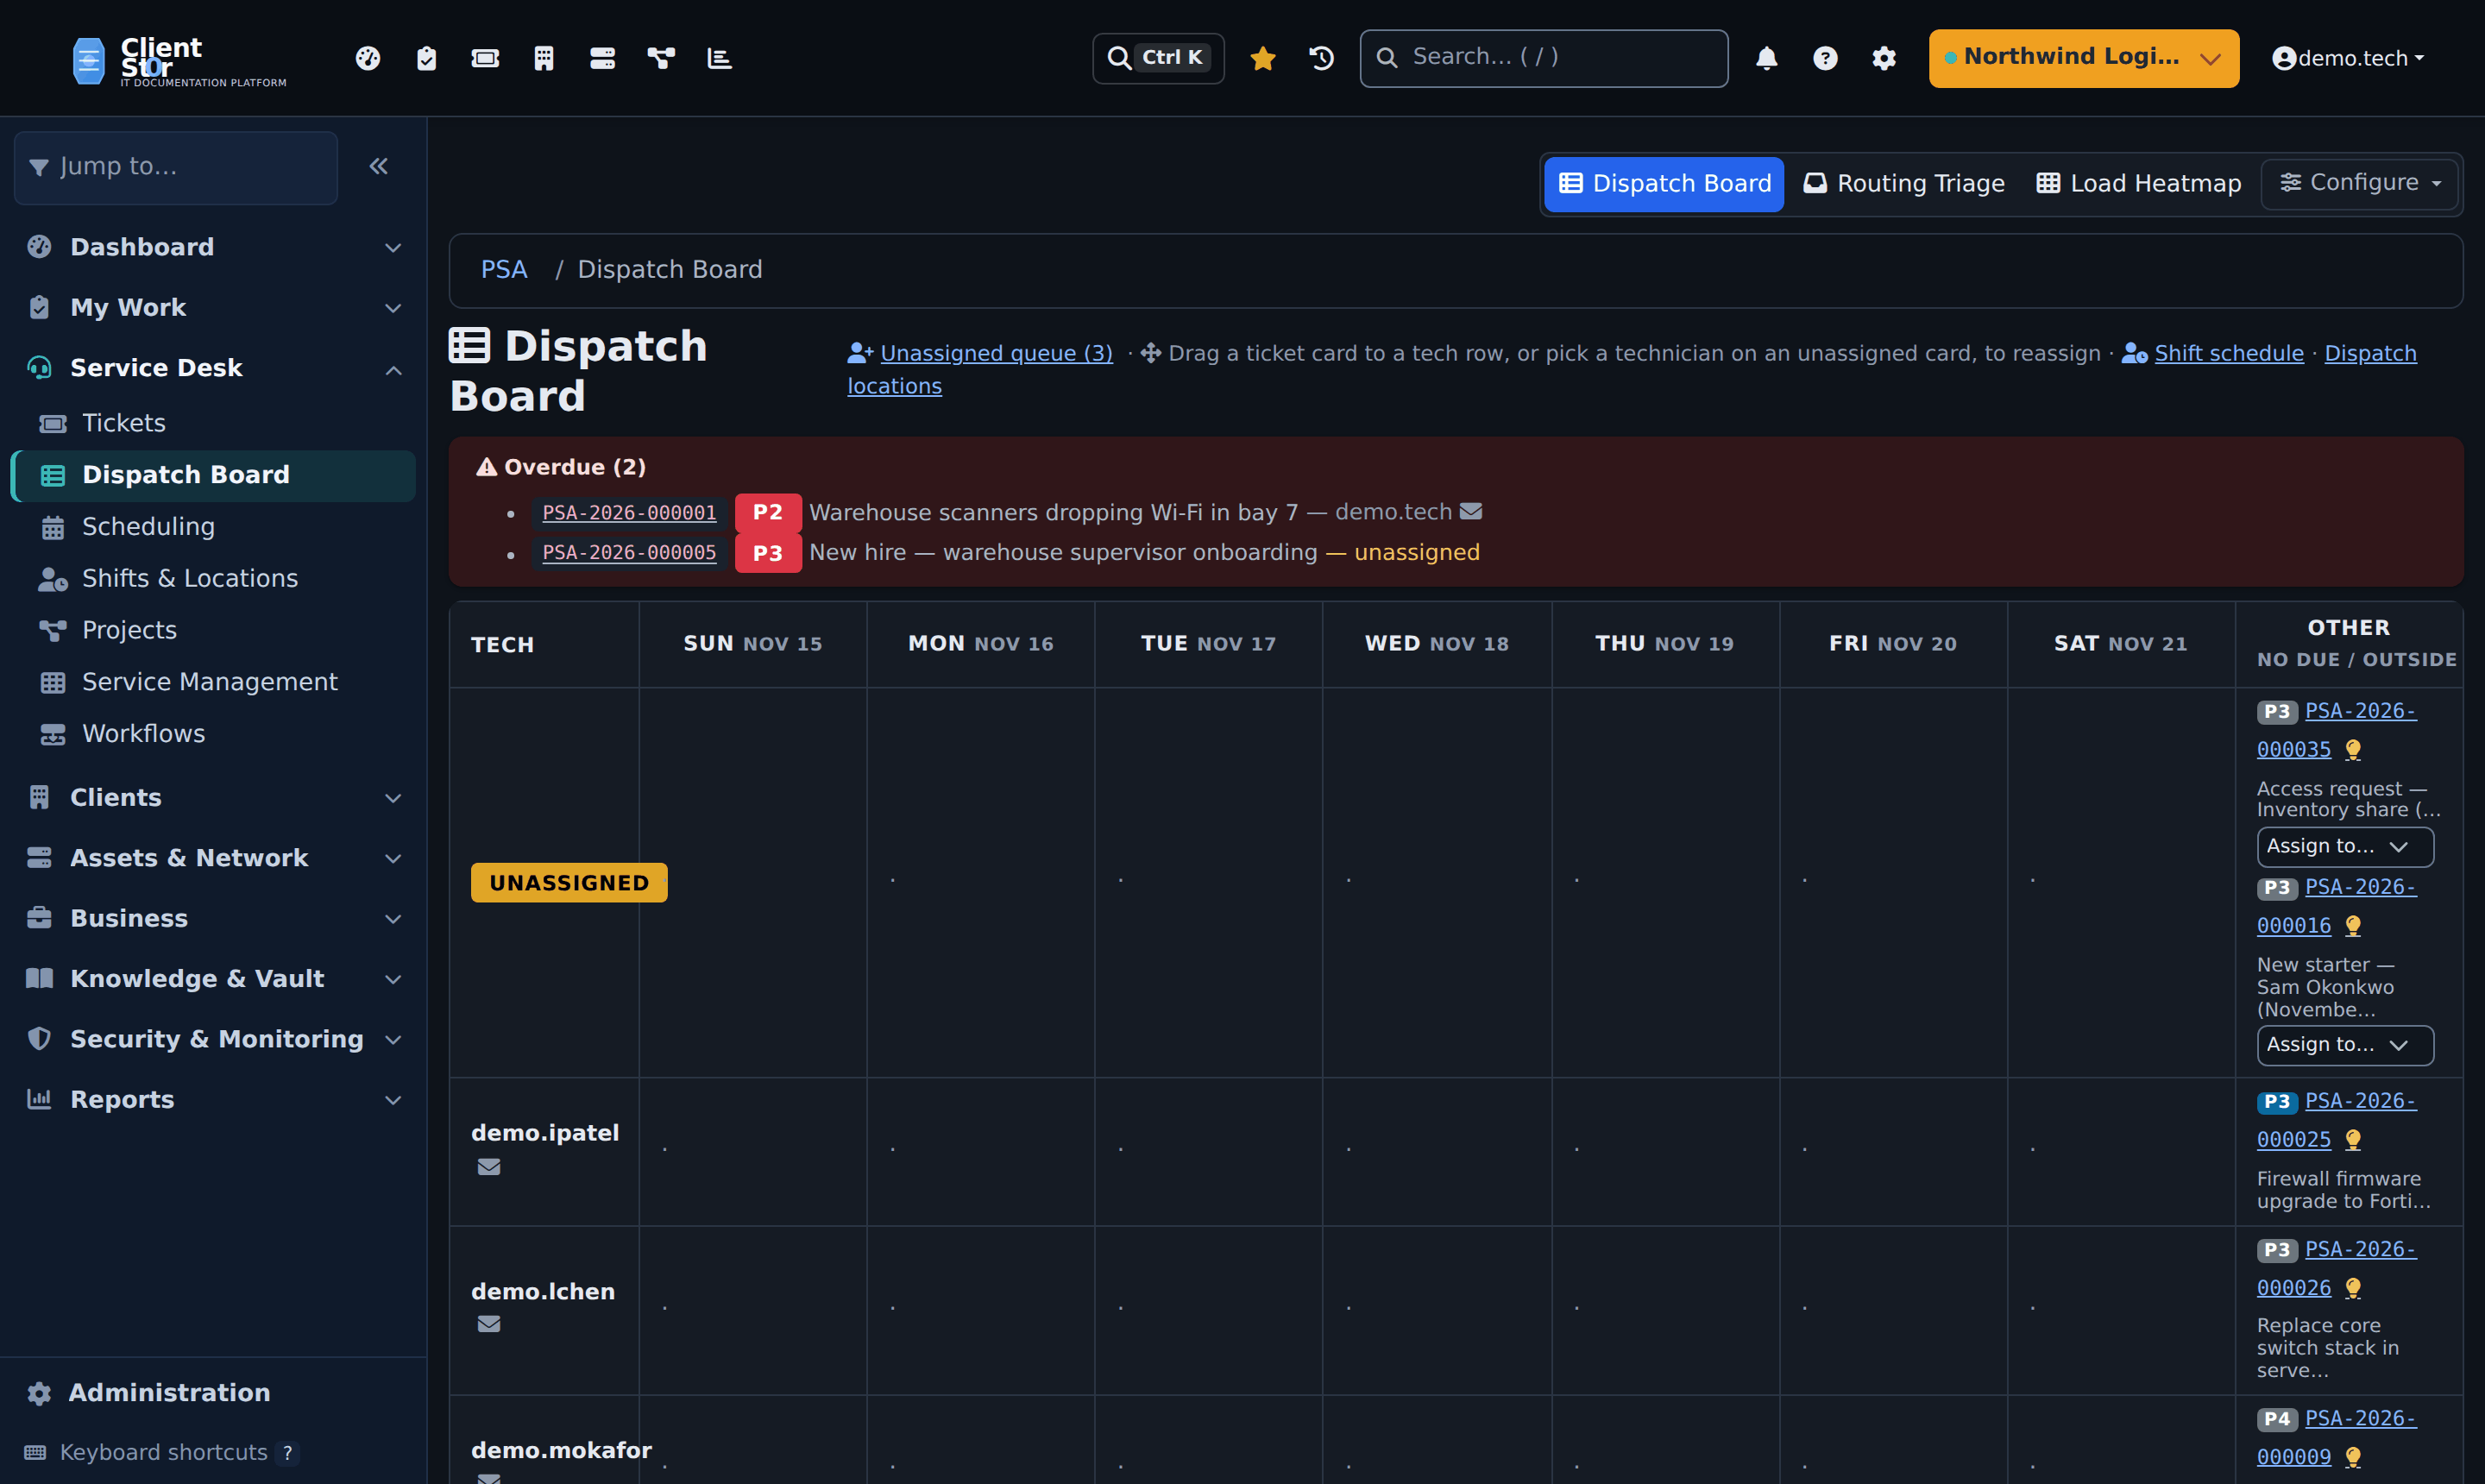 Client
St0r
IT DOCUMENTATION PLATFORM
Ctrl K
Search... ( / )
Northwind Logi…
demo.tech
Jump to...
Dashboard
My Work
Service Desk
Tickets
Dispatch Board
Scheduling
Shifts & Locations
Projects
Service Management
Workflows
Clients
Assets & Network
Business
Knowledge & Vault
Security & Monitoring
Reports
Administration
Keyboard shortcuts ?
Dispatch Board Routing Triage Load Heatmap Configure
PSA / Dispatch Board
Dispatch
Board
Unassigned queue (3) · Drag a ticket card to a tech row, or pick a technician on an unassigned card, to reassign · Shift schedule · Dispatch
locations
Overdue (2)
• PSA-2026-000001 P2 Warehouse scanners dropping Wi-Fi in bay 7 — demo.tech
• PSA-2026-000005 P3 New hire — warehouse supervisor onboarding — unassigned
TECH SUN NOV 15 MON NOV 16 TUE NOV 17 WED NOV 18 THU NOV 19 FRI NOV 20 SAT NOV 21 OTHER
NO DUE / OUTSIDE
UNASSIGNED · · · · · ·
P3 PSA-2026-
000035
Access request —
Inventory share (…
Assign to…
P3 PSA-2026-
000016
New starter —
Sam Okonkwo
(Novembe…
Assign to…
demo.ipatel · · · · · · ·
P3 PSA-2026-
000025
Firewall firmware
upgrade to Forti…
demo.lchen · · · · · · ·
P3 PSA-2026-
000026
Replace core
switch stack in
serve…
demo.mokafor · · · · · · ·
P4 PSA-2026-
000009